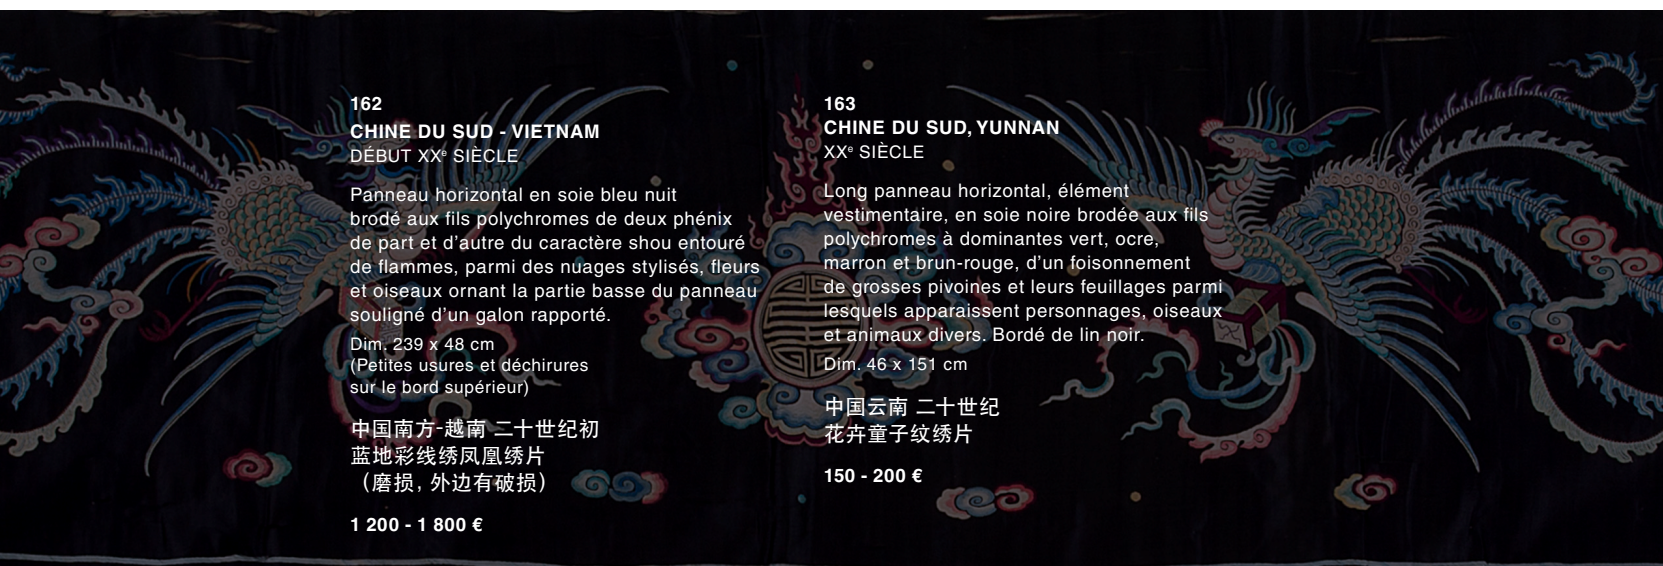 162
CHINE DU SUD - VIETNAM
DÉBUT XXe SIÈCLE
Panneau horizontal en soie bleu nuit
brodé aux fils polychromes de deux phénix
de part et d'autre du caractère shou entouré
de flammes, parmi des nuages stylisés, fleurs
et oiseaux ornant la partie basse du panneau
souligné d'un galon rapporté.
Dim. 239 x 48 cm
(Petites usures et déchirures
sur le bord supérieur)
中国南方-越南 二十世纪初
蓝地彩线绣凤凰绣片
（磨损，外边有破损）
1 200 - 1 800 €
163
CHINE DU SUD, YUNNAN
XXe SIÈCLE
Long panneau horizontal, élément
vestimentaire, en soie noire brodée aux fils
polychromes à dominantes vert, ocre,
marron et brun-rouge, d'un foisonnement
de grosses pivoines et leurs feuillages parmi
lesquels apparaissent personnages, oiseaux
et animaux divers. Bordé de lin noir.
Dim. 46 x 151 cm
中国云南 二十世纪
花卉童子纹绣片
150 - 200 €